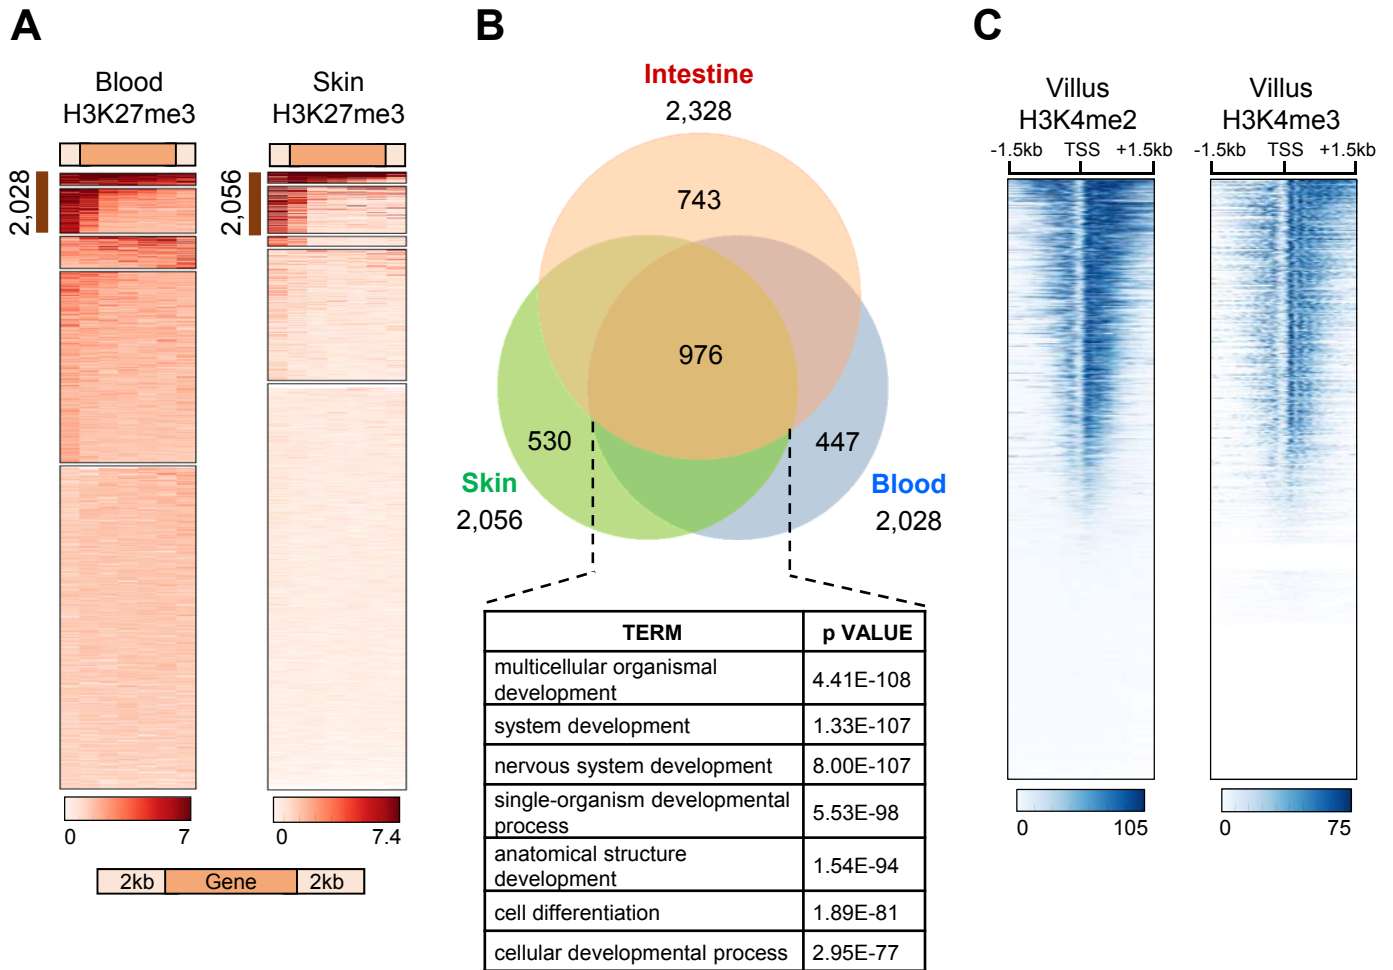 A
Blood
H3K27me3
Skin
H3K27me3
2,028
2,056
0
7
0
7.4
2kb
Gene
2kb
B
Intestine
2,328
743
976
530
447
Skin
2,056
Blood
2,028
TERM
p VALUE
multicellular organismal
development
4.41E-108
system development
1.33E-107
nervous system development
8.00E-107
single-organism developmental
process
5.53E-98
anatomical structure
development
1.54E-94
cell differentiation
1.89E-81
cellular developmental process
2.95E-77
C
Villus
H3K4me2
-1.5kb TSS +1.5kb
Villus
H3K4me3
-1.5kb TSS +1.5kb
0
105
0
75